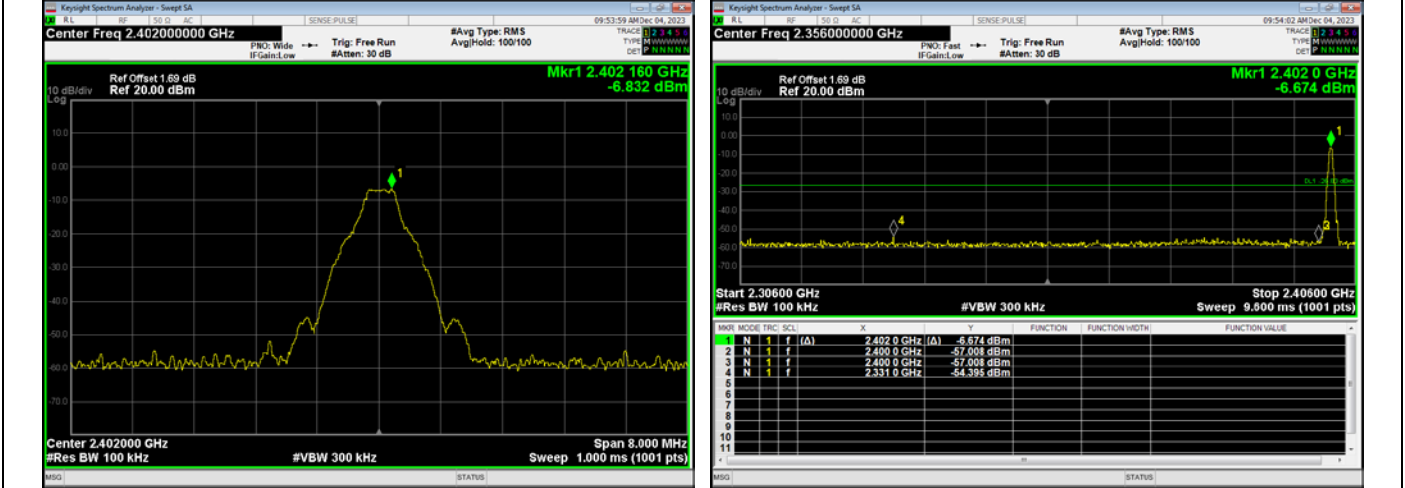 Keysight Spectrum Analyzer - Swept SA
RL RF 50 Ω AC SENSE:PULSE 09:53:59 AM Dec 04, 2023
Center Freq 2.402000000 GHz #Avg Type: RMS TRACE 1 2 3 4 5 6
PNO: Wide Trig: Free Run Avg|Hold: 100/100 TYPE M WWWWW
IFGain:Low #Atten: 30 dB DET P N N N N N
Mkr1 2.402 160 GHz
Ref Offset 1.69 dB
10 dB/div Ref 20.00 dBm -6.832 dBm
Log
10.0
0.00
1
-10.0
-20.0
-30.0
-40.0
-50.0
-60.0
-70.0
Center 2.402000 GHz Span 8.000 MHz
#Res BW 100 kHz #VBW 300 kHz Sweep 1.000 ms (1001 pts)
MSG STATUS
Keysight Spectrum Analyzer - Swept SA
RL RF 50 Ω AC SENSE:PULSE 09:54:02 AM Dec 04, 2023
Center Freq 2.356000000 GHz #Avg Type: RMS TRACE 1 2 3 4 5 6
PNO: Fast Trig: Free Run Avg|Hold: 100/100 TYPE M WWWWW
IFGain:Low #Atten: 30 dB DET P N N N N N
Mkr1 2.402 0 GHz
Ref Offset 1.69 dB
10 dB/div Ref 20.00 dBm -6.674 dBm
Log
10.0
1
0.00
-10.0
-20.0
-30.0
-40.0
4
-50.0
-60.0
-70.0
Start 2.30600 GHz Stop 2.40600 GHz
#Res BW 100 kHz #VBW 300 kHz Sweep 9.600 ms (1001 pts)
MKR MODE TRC SCL X Y FUNCTION FUNCTION WIDTH FUNCTION VALUE
1 N 1 f (Δ) 2.402 0 GHz (Δ) -6.674 dBm
2 N 1 f 2.400 0 GHz -57.008 dBm
3 N 1 f 2.400 0 GHz -57.008 dBm
4 N 1 f 2.331 0 GHz -54.395 dBm
5
6
7
8
9
10
11
MSG STATUS